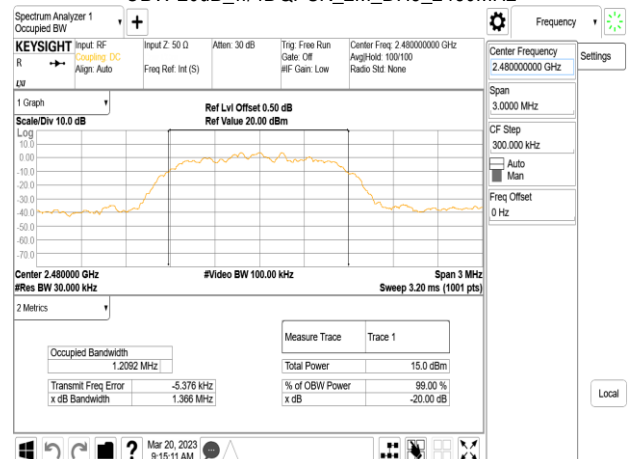 Spectrum Analyzer 1
Occupied BW
+
Frequency
KEYSIGHT
R
LXI
Input: RF
Coupling: DC
Align: Auto
Input Z: 50 Ω
Freq Ref: Int (S)
Atten: 30 dB
Trig: Free Run
Gate: Off
#IF Gain: Low
Center Freq: 2.480000000 GHz
Avg|Hold: 100/100
Radio Std: None
Center Frequency
2.480000000 GHz
Settings
Span
3.0000 MHz
CF Step
300.000 kHz
Auto
Man
Freq Offset
0 Hz
1 Graph
Scale/Div 10.0 dB
Ref Lvl Offset 0.50 dB
Ref Value 20.00 dBm
Log
10.0
0.00
-10.0
-20.0
-30.0
-40.0
-50.0
-60.0
-70.0
Center 2.480000 GHz
#Res BW 30.000 kHz
#Video BW 100.00 kHz
Span 3 MHz
Sweep 3.20 ms (1001 pts)
2 Metrics
Measure Trace Trace 1
Occupied Bandwidth
1.2092 MHz
Total Power 15.0 dBm
Transmit Freq Error -5.376 kHz
% of OBW Power 99.00 %
x dB Bandwidth 1.366 MHz
x dB -20.00 dB
Local
?
Mar 20, 2023
9:15:11 AM